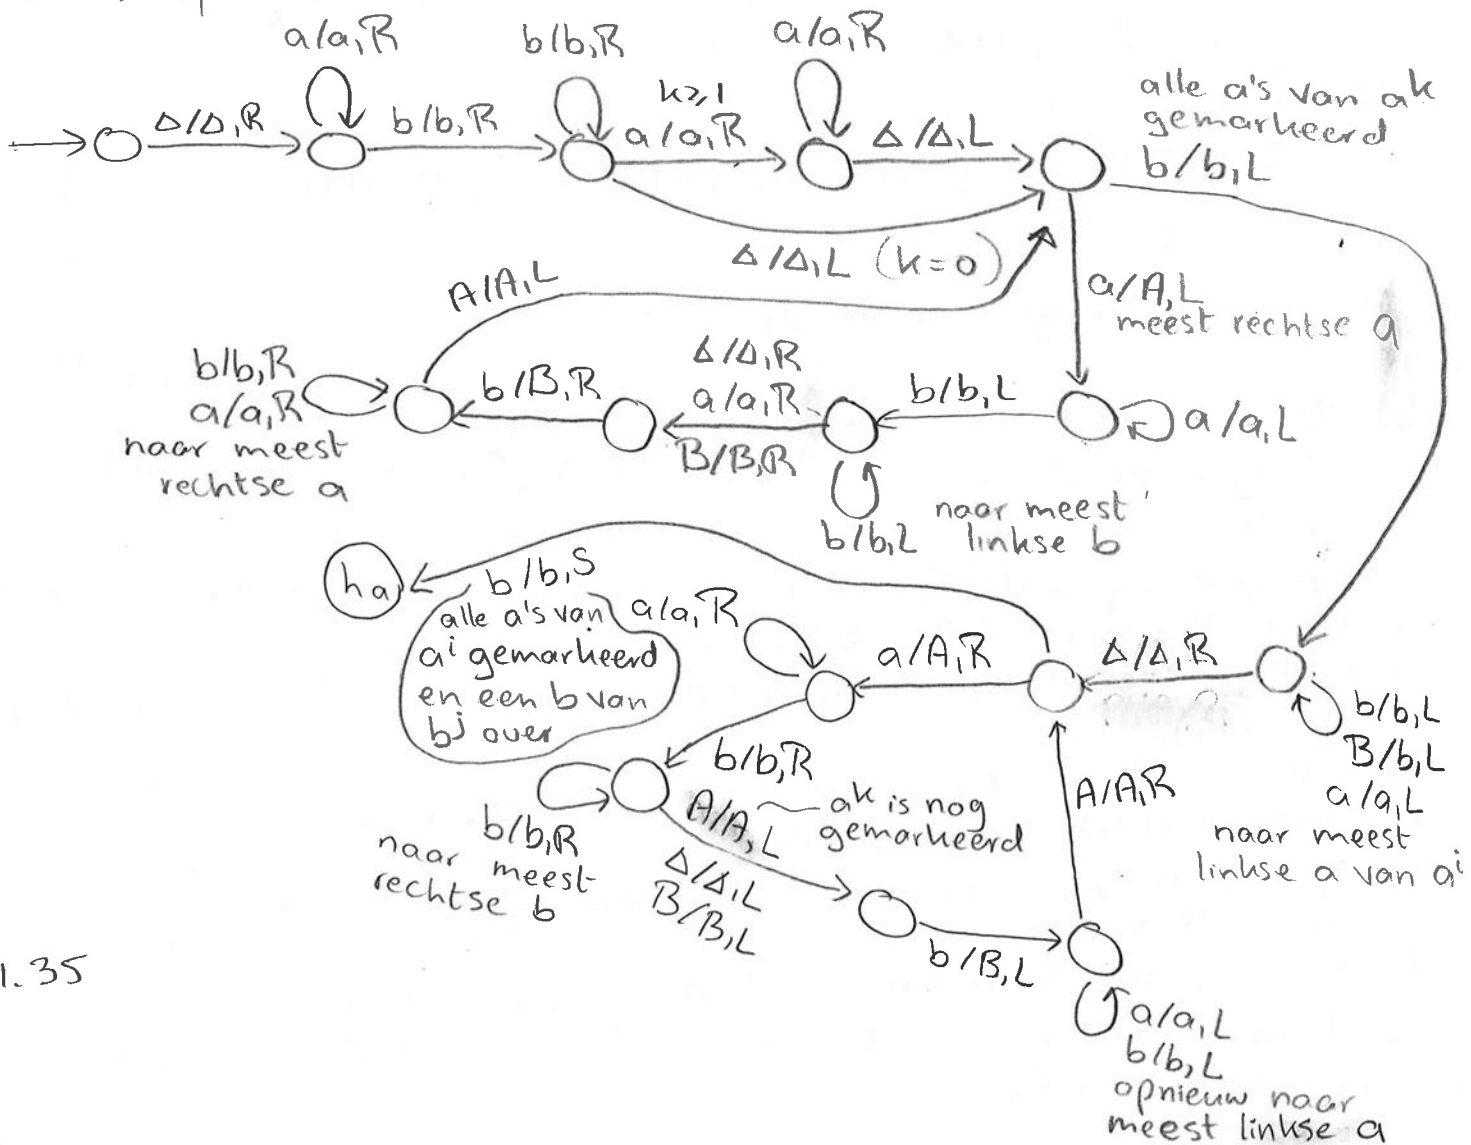 a/a,R
b/b,R
a/a,R
Δ/Δ,R
b/b,R
k≥1
a/a,R
Δ/Δ,L
alle a's van a^k
gemarkeerd
b/b,L
Δ/Δ,L (k=0)
A/A,L
a/A,L
meest rechtse a
b/b,R
a/a,R
naar meest
rechtse a
b/B,R
Δ/Δ,R
a/a,R
B/B,R
b/b,L
a/a,L
b/b,L
naar meest
linkse b
ha
b/b,S
alle a's van
a^i gemarkeerd
en een b van
b^j over
a/a,R
a/A,R
Δ/Δ,R
b/b,L
B/b,L
a/a,L
naar meest
linkse a van a^i
b/b,R
b/b,R
naar meest
rechtse b
A/A,L
a^k is nog
gemarkeerd
Δ/Δ,L
B/B,L
A/A,R
b/B,L
a/a,L
b/b,L
opnieuw naar
meest linkse a
1.35